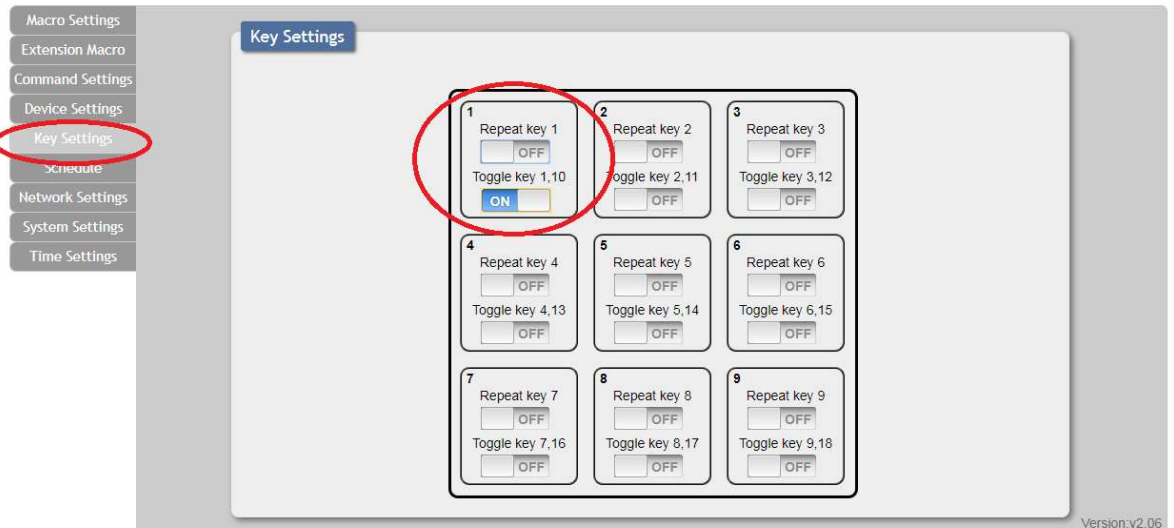 Macro Settings
Extension Macro
Command Settings
Device Settings
Key Settings
Schedule
Network Settings
System Settings
Time Settings
Key Settings
1
Repeat key 1
OFF
Toggle key 1,10
ON
2
Repeat key 2
OFF
Toggle key 2,11
OFF
3
Repeat key 3
OFF
Toggle key 3,12
OFF
4
Repeat key 4
OFF
Toggle key 4,13
OFF
5
Repeat key 5
OFF
Toggle key 5,14
OFF
6
Repeat key 6
OFF
Toggle key 6,15
OFF
7
Repeat key 7
OFF
Toggle key 7,16
OFF
8
Repeat key 8
OFF
Toggle key 8,17
OFF
9
Repeat key 9
OFF
Toggle key 9,18
OFF
Version:v2.06